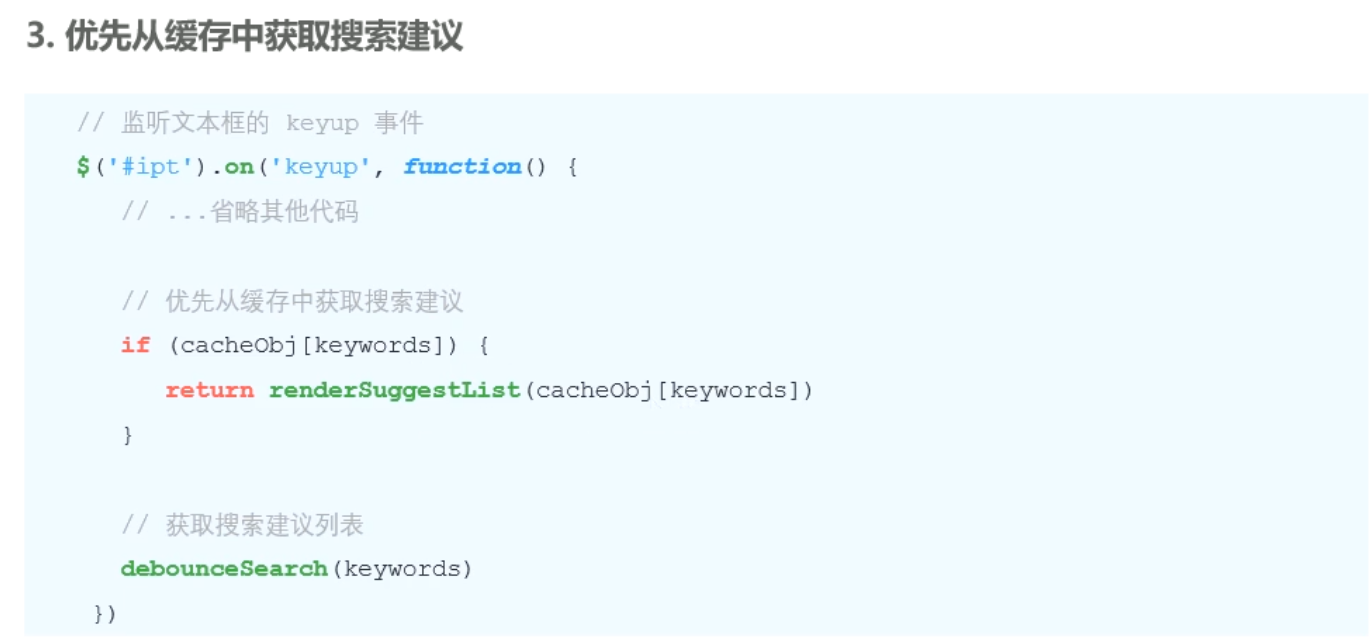 3. 优先从缓存中获取搜索建议
// 监听文本框的 keyup 事件
$('#ipt').on('keyup', function() {
// ...省略其他代码
// 优先从缓存中获取搜索建议
if (cacheObj[keywords]) {
return renderSuggestList(cacheObj[keywords])
}
// 获取搜索建议列表
debounceSearch(keywords)
})